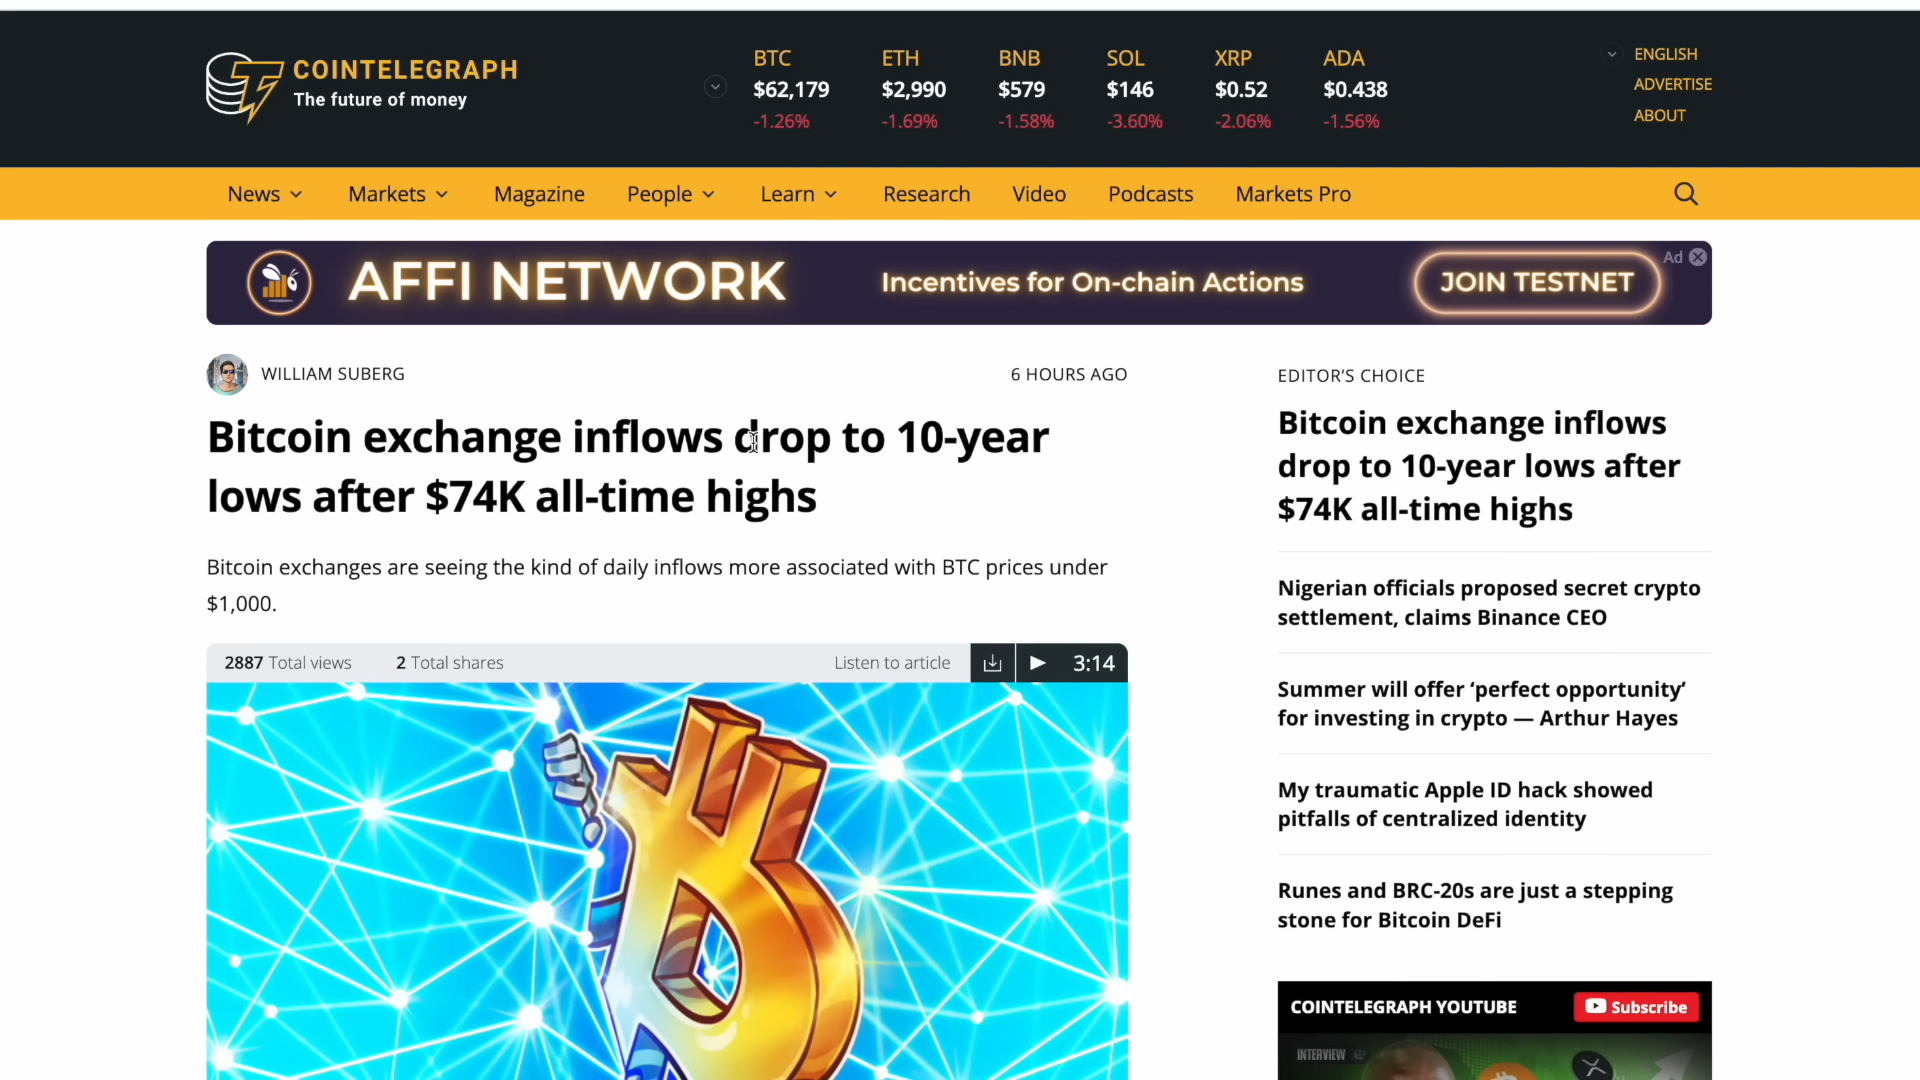 COINTELEGRAPH
The future of money
BTC ETH BNB SOL XRP ADA
$62,179 $2,990 $579 $146 $0.52 $0.438
-1.26% -1.69% -1.58% -3.60% -2.06% -1.56%
ENGLISH
ADVERTISE
ABOUT
News Markets Magazine People Learn Research Video Podcasts Markets Pro
AFFI NETWORK Incentives for On-chain Actions JOIN TESTNET Ad
WILLIAM SUBERG 6 HOURS AGO
Bitcoin exchange inflows drop to 10-year
lows after $74K all-time highs
Bitcoin exchanges are seeing the kind of daily inflows more associated with BTC prices under
$1,000.
2887 Total views 2 Total shares Listen to article 3:14
EDITOR'S CHOICE
Bitcoin exchange inflows
drop to 10-year lows after
$74K all-time highs
Nigerian officials proposed secret crypto
settlement, claims Binance CEO
Summer will offer ‘perfect opportunity’
for investing in crypto — Arthur Hayes
My traumatic Apple ID hack showed
pitfalls of centralized identity
Runes and BRC-20s are just a stepping
stone for Bitcoin DeFi
COINTELEGRAPH YOUTUBE Subscribe
INTERVIEW